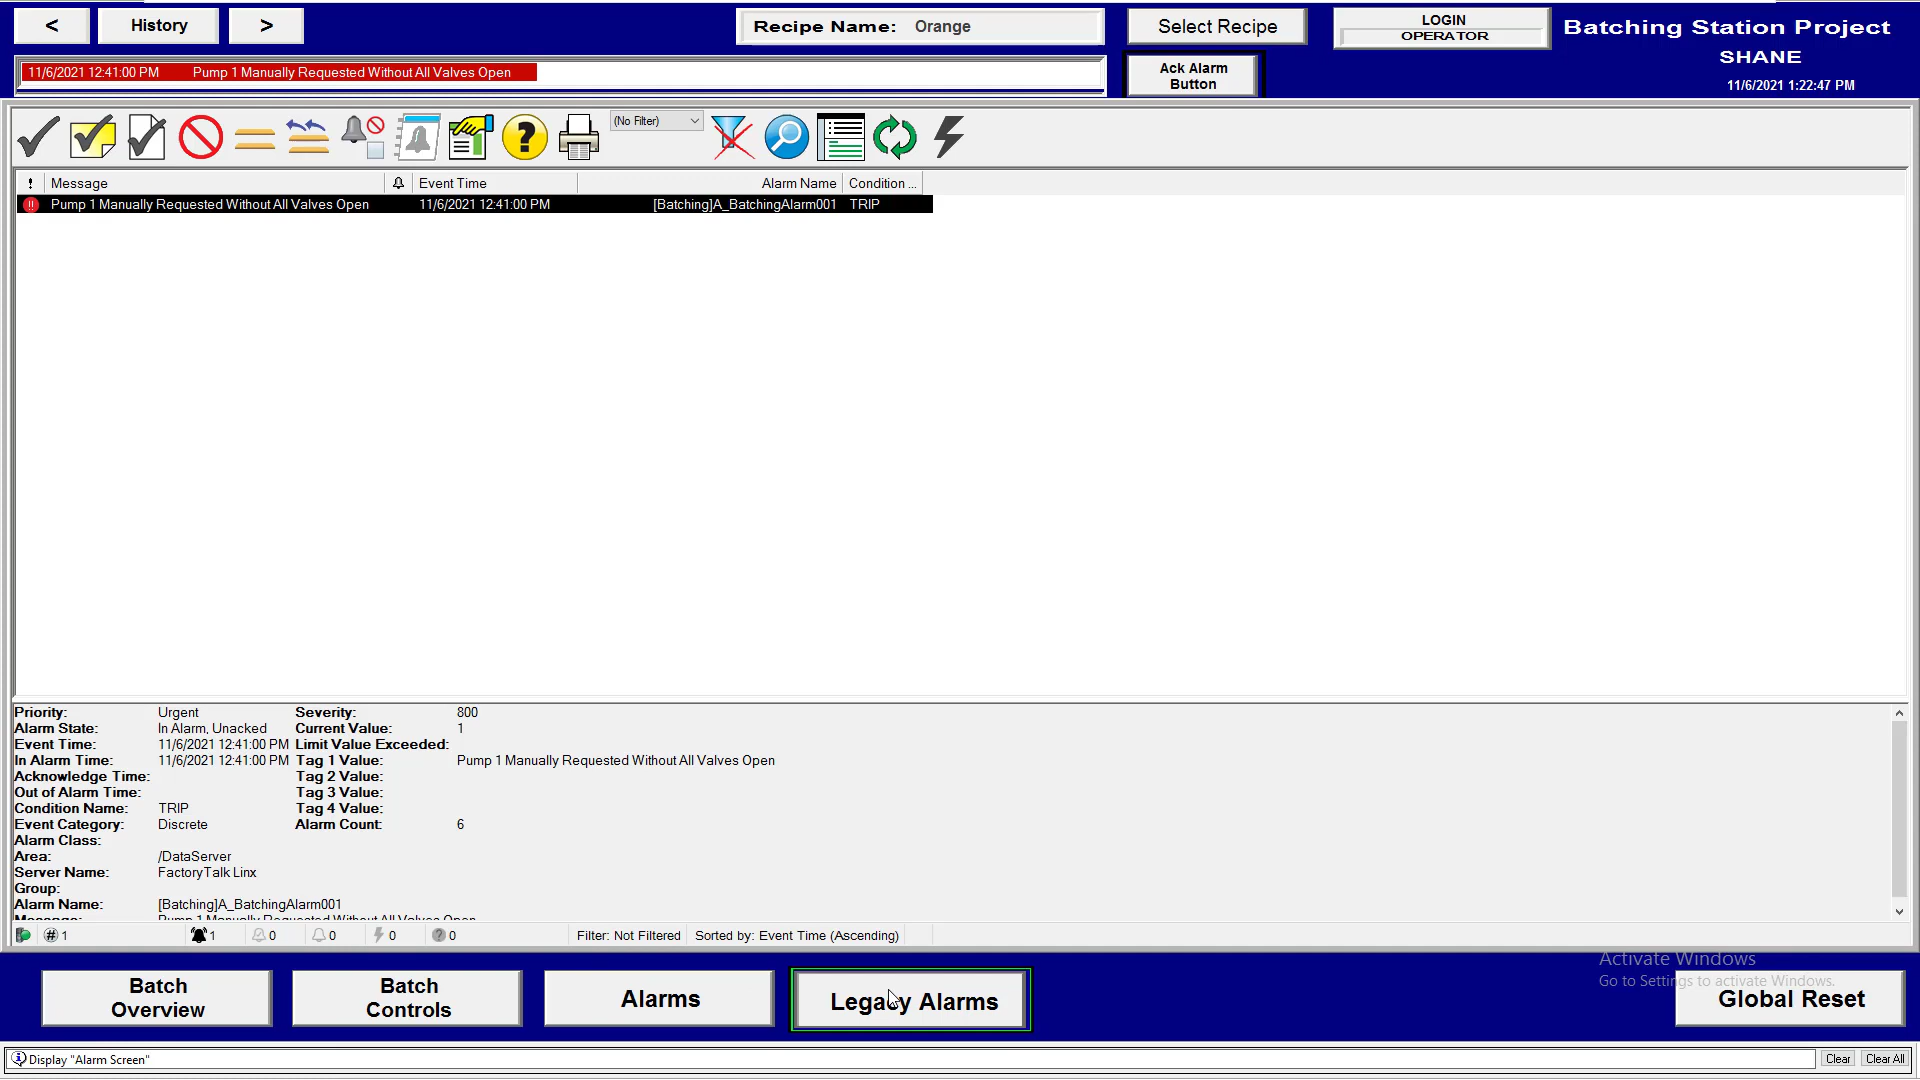 < History > Recipe Name: Orange Select Recipe LOGIN OPERATOR Batching Station Project
SHANE
11/6/2021 12:41:00 PM Pump 1 Manually Requested Without All Valves Open
Ack Alarm
Button
11/6/2021 1:22:47 PM
(No Filter)
! Message Event Time Alarm Name Condition ...
Pump 1 Manually Requested Without All Valves Open 11/6/2021 12:41:00 PM [Batching]A_BatchingAlarm001 TRIP
Priority: Urgent Severity: 800
Alarm State: In Alarm, Unacked Current Value: 1
Event Time: 11/6/2021 12:41:00 PM Limit Value Exceeded:
In Alarm Time: 11/6/2021 12:41:00 PM Tag 1 Value: Pump 1 Manually Requested Without All Valves Open
Acknowledge Time: Tag 2 Value:
Out of Alarm Time: Tag 3 Value:
Condition Name: TRIP Tag 4 Value:
Event Category: Discrete Alarm Count: 6
Alarm Class:
Area: /DataServer
Server Name: FactoryTalk Linx
Group:
Alarm Name: [Batching]A_BatchingAlarm001
Message: Pump 1 Manually Requested Without All Valves Open
# 1 1 0 0 0 ? 0 Filter: Not Filtered Sorted by: Event Time (Ascending)
Activate Windows
Go to Settings to activate Windows.
Batch
Overview
Batch
Controls
Alarms
Legacy Alarms
Global Reset
Display "Alarm Screen" Clear Clear All